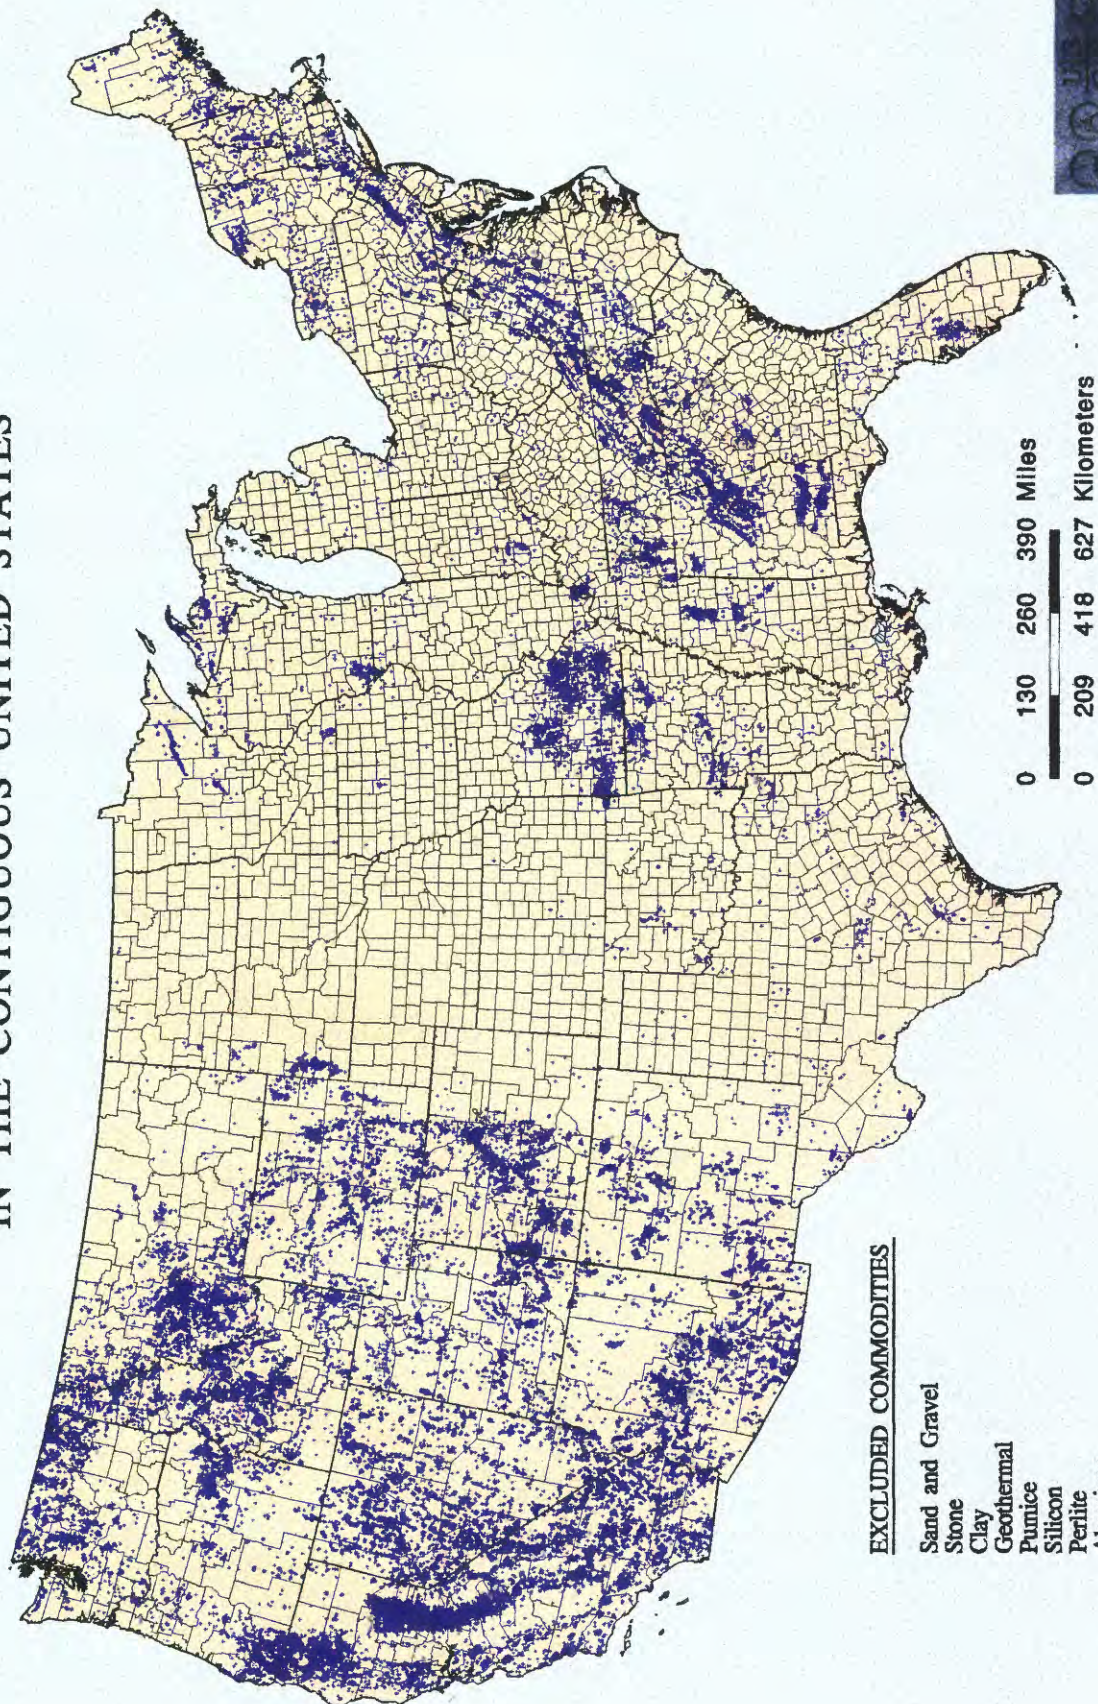 IN THE CONTIGUOUS UNITED STATES
EXCLUDED COMMODITIES
Sand and Gravel
Stone
Clay
Geothermal
Pumice
Silicon
Perlite
0 130 260 390 Miles
0 209 418 627 Kilometers